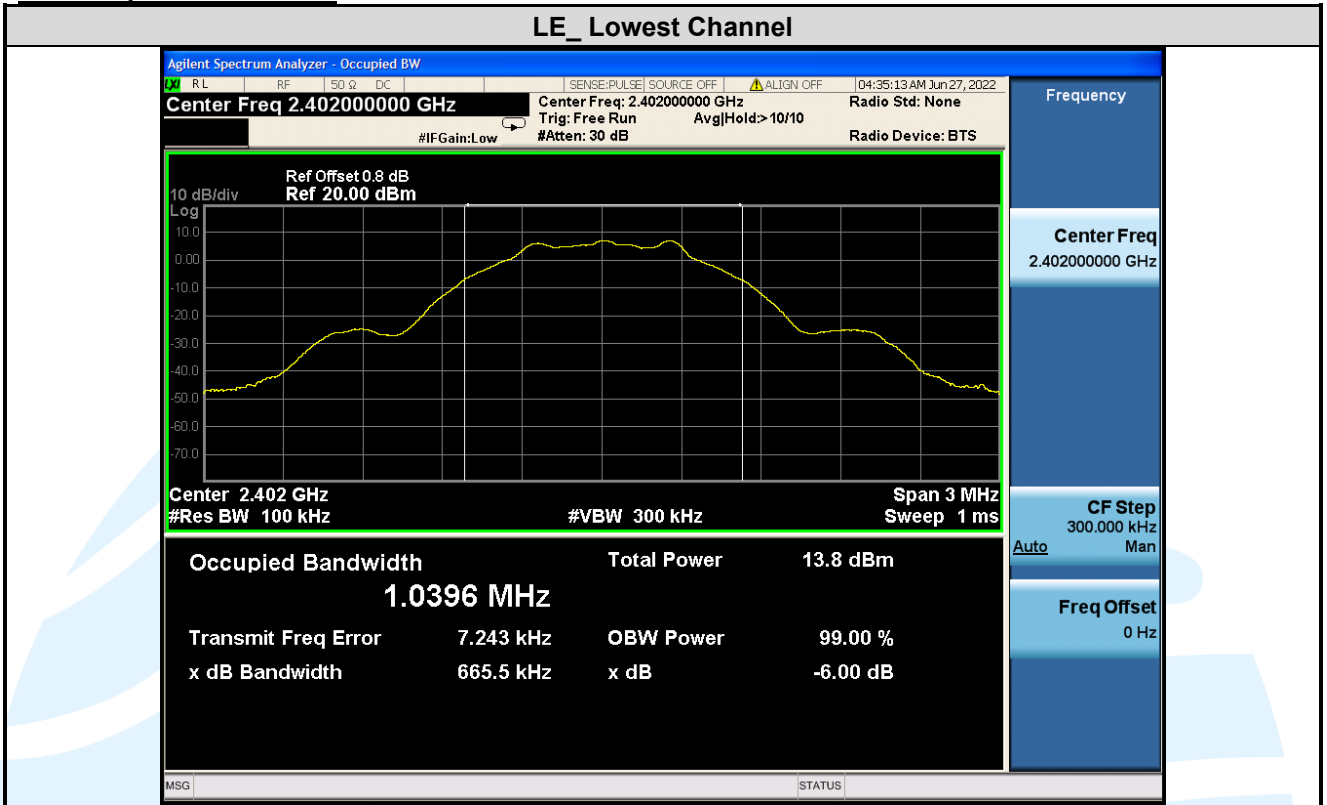 LE_ Lowest Channel
Agilent Spectrum Analyzer - Occupied BW
LXI RL RF 50 Ω DC SENSE:PULSE SOURCE OFF ALIGN OFF 04:35:13 AM Jun 27, 2022
Center Freq 2.402000000 GHz
Center Freq: 2.402000000 GHz
Radio Std: None
Trig: Free Run Avg|Hold:>10/10
#IFGain:Low #Atten: 30 dB Radio Device: BTS
Frequency
Ref Offset 0.8 dB
10 dB/div Ref 20.00 dBm
Log
10.0
0.00
-10.0
-20.0
-30.0
-40.0
-50.0
-60.0
-70.0
Center 2.402 GHz Span 3 MHz
#Res BW 100 kHz #VBW 300 kHz Sweep 1 ms
Occupied Bandwidth Total Power 13.8 dBm
1.0396 MHz
Transmit Freq Error 7.243 kHz OBW Power 99.00 %
x dB Bandwidth 665.5 kHz x dB -6.00 dB
Center Freq
2.402000000 GHz
CF Step
300.000 kHz
Auto Man
Freq Offset
0 Hz
MSG STATUS